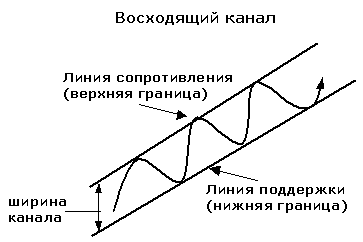 Восходящий канал
Линия сопротивления
(верхняя граница)
ширина
канала
Линия поддержки
(нижняя граница)